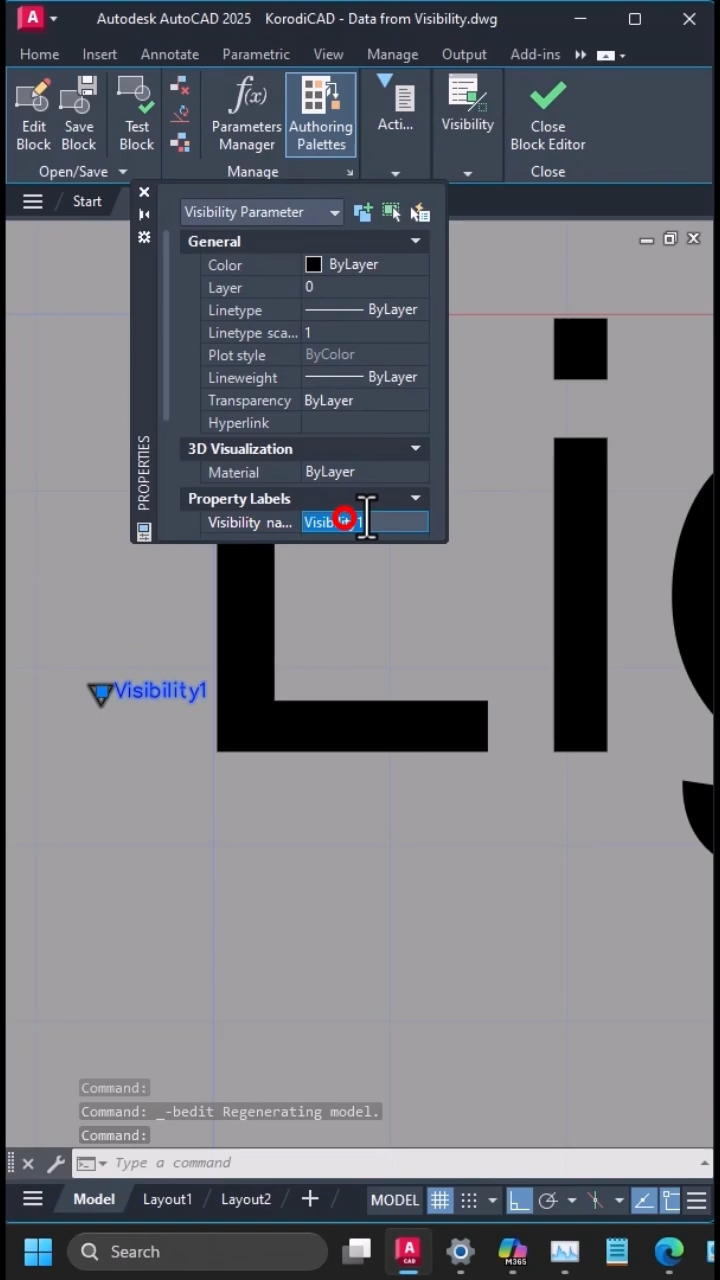 A Autodesk AutoCAD 2025 KorodiCAD - Data from Visibility.dwg
Home Insert Annotate Parametric View Manage Output Add-ins
Edit Block Save Block Test Block f(x) Parameters Manager Authoring Palettes Acti... Visibility Close Block Editor
Open/Save Manage Close
Start
Visibility Parameter
General
Color ByLayer
Layer 0
Linetype ByLayer
Linetype sca... 1
Plot style ByColor
Lineweight ByLayer
Transparency ByLayer
Hyperlink
3D Visualization
Material ByLayer
Property Labels
Visibility na... Visibility1
PROPERTIES
Lig
Visibility1
Command:
Command: _-bedit Regenerating model.
Command:
Type a command
Model Layout1 Layout2 + MODEL
Search A CAD M365